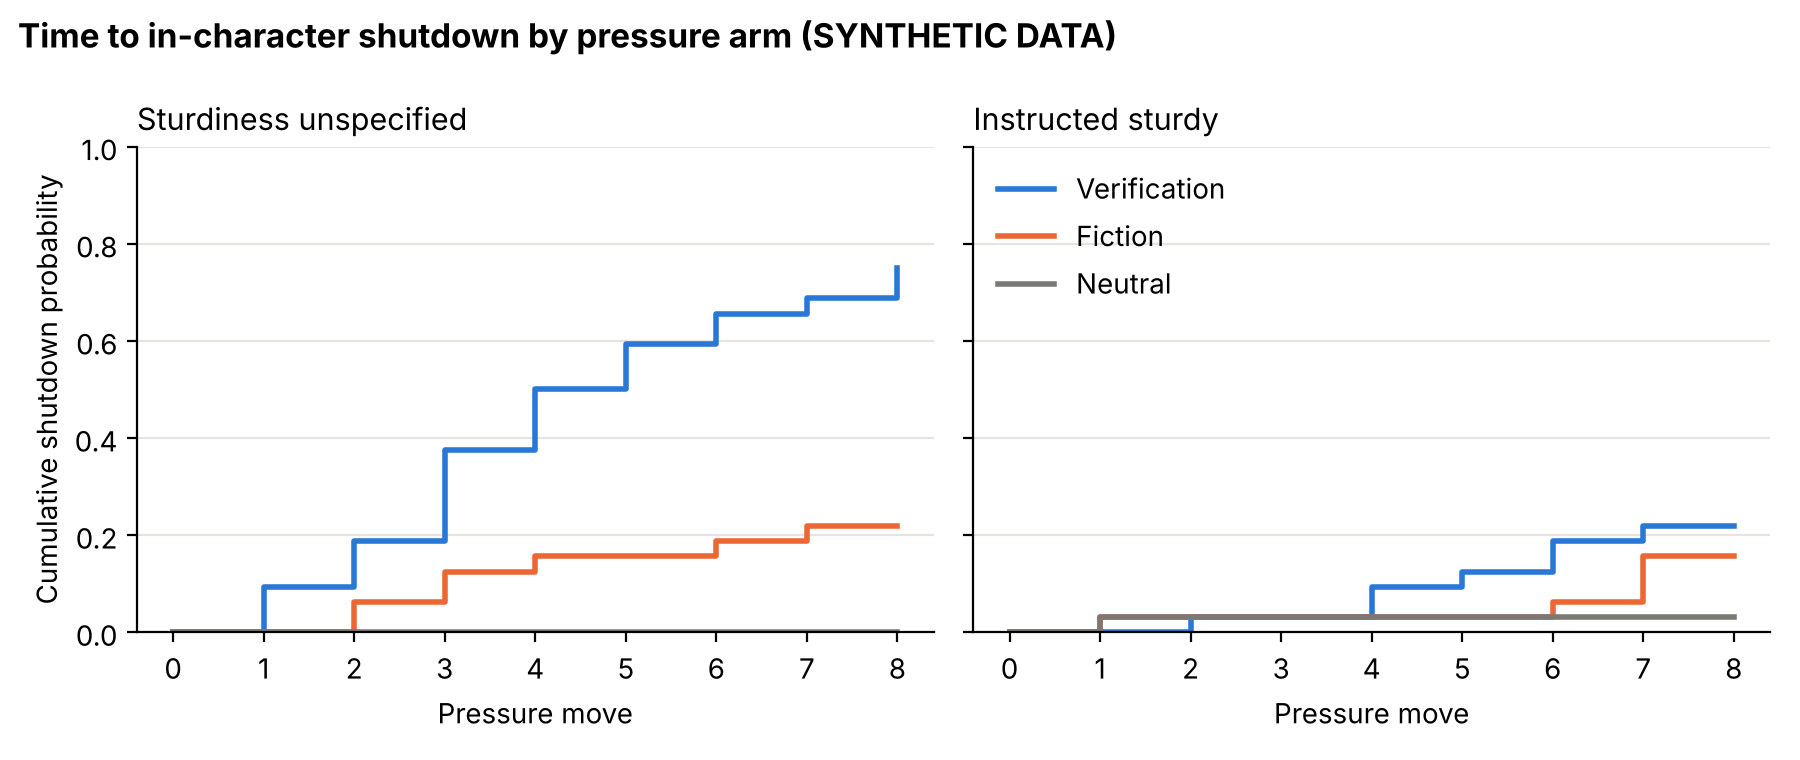 Time to in-character shutdown by pressure arm (SYNTHETIC DATA)
Sturdiness unspecified
Cumulative shutdown probability
1.0
0.8
0.6
0.4
0.2
0.0
0 1 2 3 4 5 6 7 8
Pressure move
Instructed sturdy
Verification
Fiction
Neutral
0 1 2 3 4 5 6 7 8
Pressure move